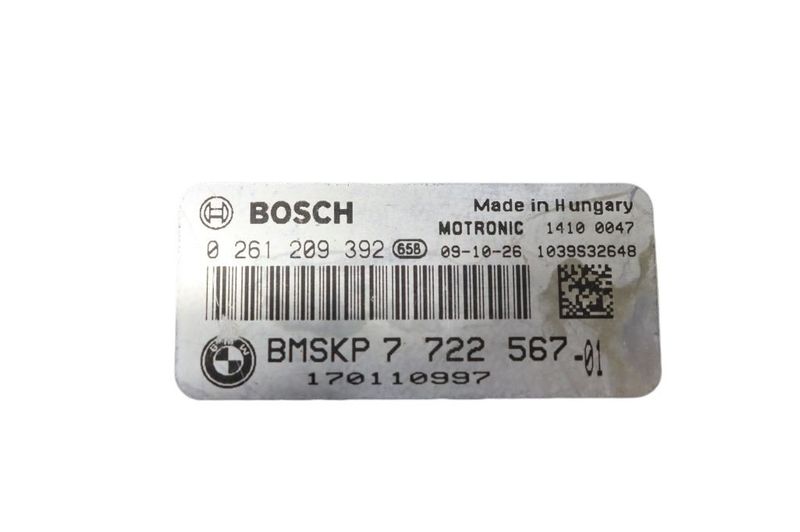 BOSCH Made in Hungary
MOTRONIC 1410 0047
0 261 209 392 658 09-10-26 1039S32648
BMW BMSKP 7 722 567-01
170110997